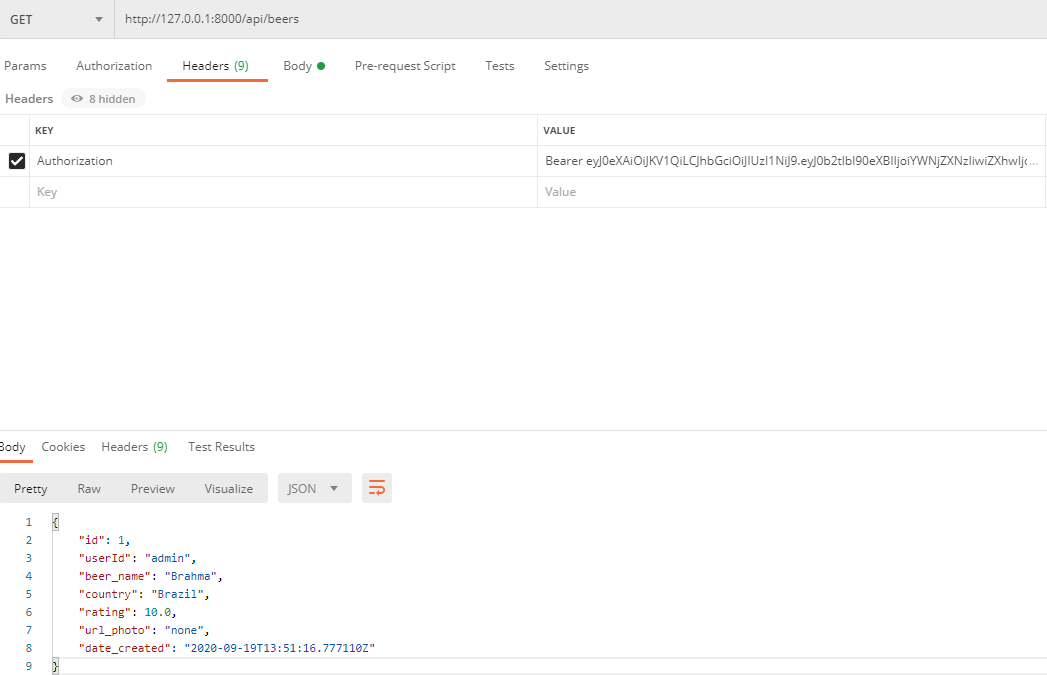 GET http://127.0.0.1:8000/api/beers
Params Authorization Headers (9) Body Pre-request Script Tests Settings
Headers 8 hidden
KEY VALUE
Authorization Bearer eyJ0eXAiOiJKV1QiLCJhbGciOiJIUzI1NiJ9.eyJ0b2tlbl90eXBlIjoiYWNjZXNzIiwiZXhwIjc...
Key Value
Body Cookies Headers (9) Test Results
Pretty Raw Preview Visualize JSON
1 {
2 "id": 1,
3 "userId": "admin",
4 "beer_name": "Brahma",
5 "country": "Brazil",
6 "rating": 10.0,
7 "url_photo": "none",
8 "date_created": "2020-09-19T13:51:16.777110Z"
9 }